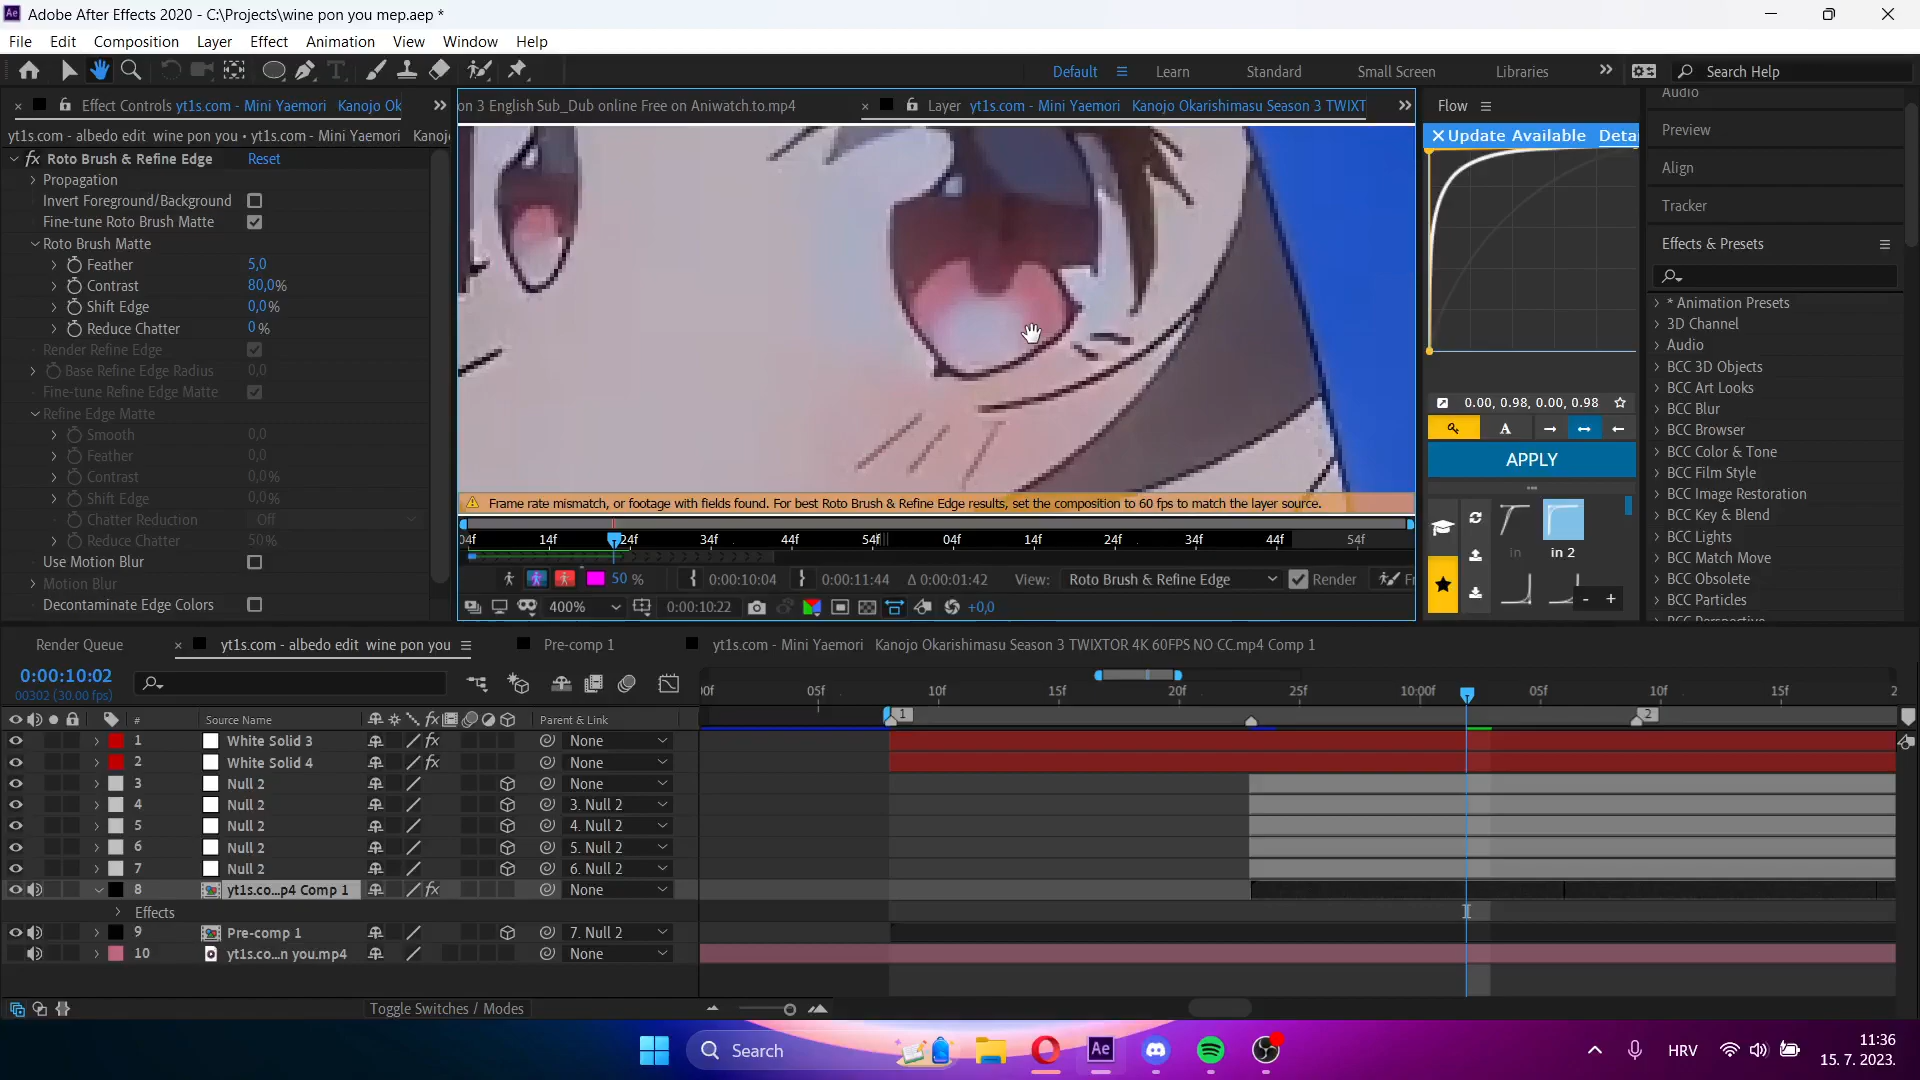 Adobe After Effects 2020 - C:\Projects\wine pon you mep.aep *
File Edit Composition Layer Effect Animation View Window Help
Default Learn Standard Small Screen Libraries Search Help
Effect Controls yt1s.com - Mini Yaemori Kanojo Ok
on 3 English Sub_Dub online Free on Aniwatch.to.mp4
Layer yt1s.com - Mini Yaemori Kanojo Okarishimasu Season 3 TWIXT
Flow
Audio
yt1s.com - albedo edit wine pon you • yt1s.com - Mini Yaemori Kanoj
Update Available Detai
Preview
fx Roto Brush & Refine Edge Reset
Propagation
Align
Invert Foreground/Background
Tracker
Fine-tune Roto Brush Matte
Roto Brush Matte
Effects & Presets
Feather 5,0
Contrast 80,0%
Shift Edge 0,0%
Reduce Chatter 0 %
Render Refine Edge
Base Refine Edge Radius 0,0
Fine-tune Refine Edge Matte
Refine Edge Matte
Smooth 0,0
Feather 0,0
Contrast 0,0%
Shift Edge 0,0%
Chatter Reduction Off
Reduce Chatter 50%
Use Motion Blur
Motion Blur
Decontaminate Edge Colors
Frame rate mismatch, or footage with fields found. For best Roto Brush & Refine Edge results, set the composition to 60 fps to match the layer source.
04f 14f 24f 34f 44f 54f 04f 14f 24f 34f 44f 54f
50 % 0:00:10:04 0:00:11:44 Δ 0:00:01:42 View: Roto Brush & Refine Edge Render Fr
400% 0:00:10:22 +0,0
0.00, 0.98, 0.00, 0.98
A
APPLY
In in 2
- +
* Animation Presets
3D Channel
Audio
BCC 3D Objects
BCC Art Looks
BCC Blur
BCC Browser
BCC Color & Tone
BCC Film Style
BCC Image Restoration
BCC Key & Blend
BCC Lights
BCC Match Move
BCC Obsolete
BCC Particles
BCC Perspective
Render Queue yt1s.com - albedo edit wine pon you Pre-comp 1 yt1s.com - Mini Yaemori Kanojo Okarishimasu Season 3 TWIXTOR 4K 60FPS NO CC.mp4 Comp 1
0:00:10:02
00302 (30.00 fps)
00f 05f 10f 15f 20f 25f 10:00f 05f 10f 15f 2
# Source Name fx Parent & Link
1 2
1 White Solid 3 fx None
2 White Solid 4 fx None
3 Null 2 None
4 Null 2 3. Null 2
5 Null 2 4. Null 2
6 Null 2 5. Null 2
7 Null 2 6. Null 2
8 yt1s.co...p4 Comp 1 fx None
Effects
9 Pre-comp 1 7. Null 2
10 yt1s.co...n you.mp4 None
Toggle Switches / Modes
Search Ae HRV 11:36
15. 7. 2023.